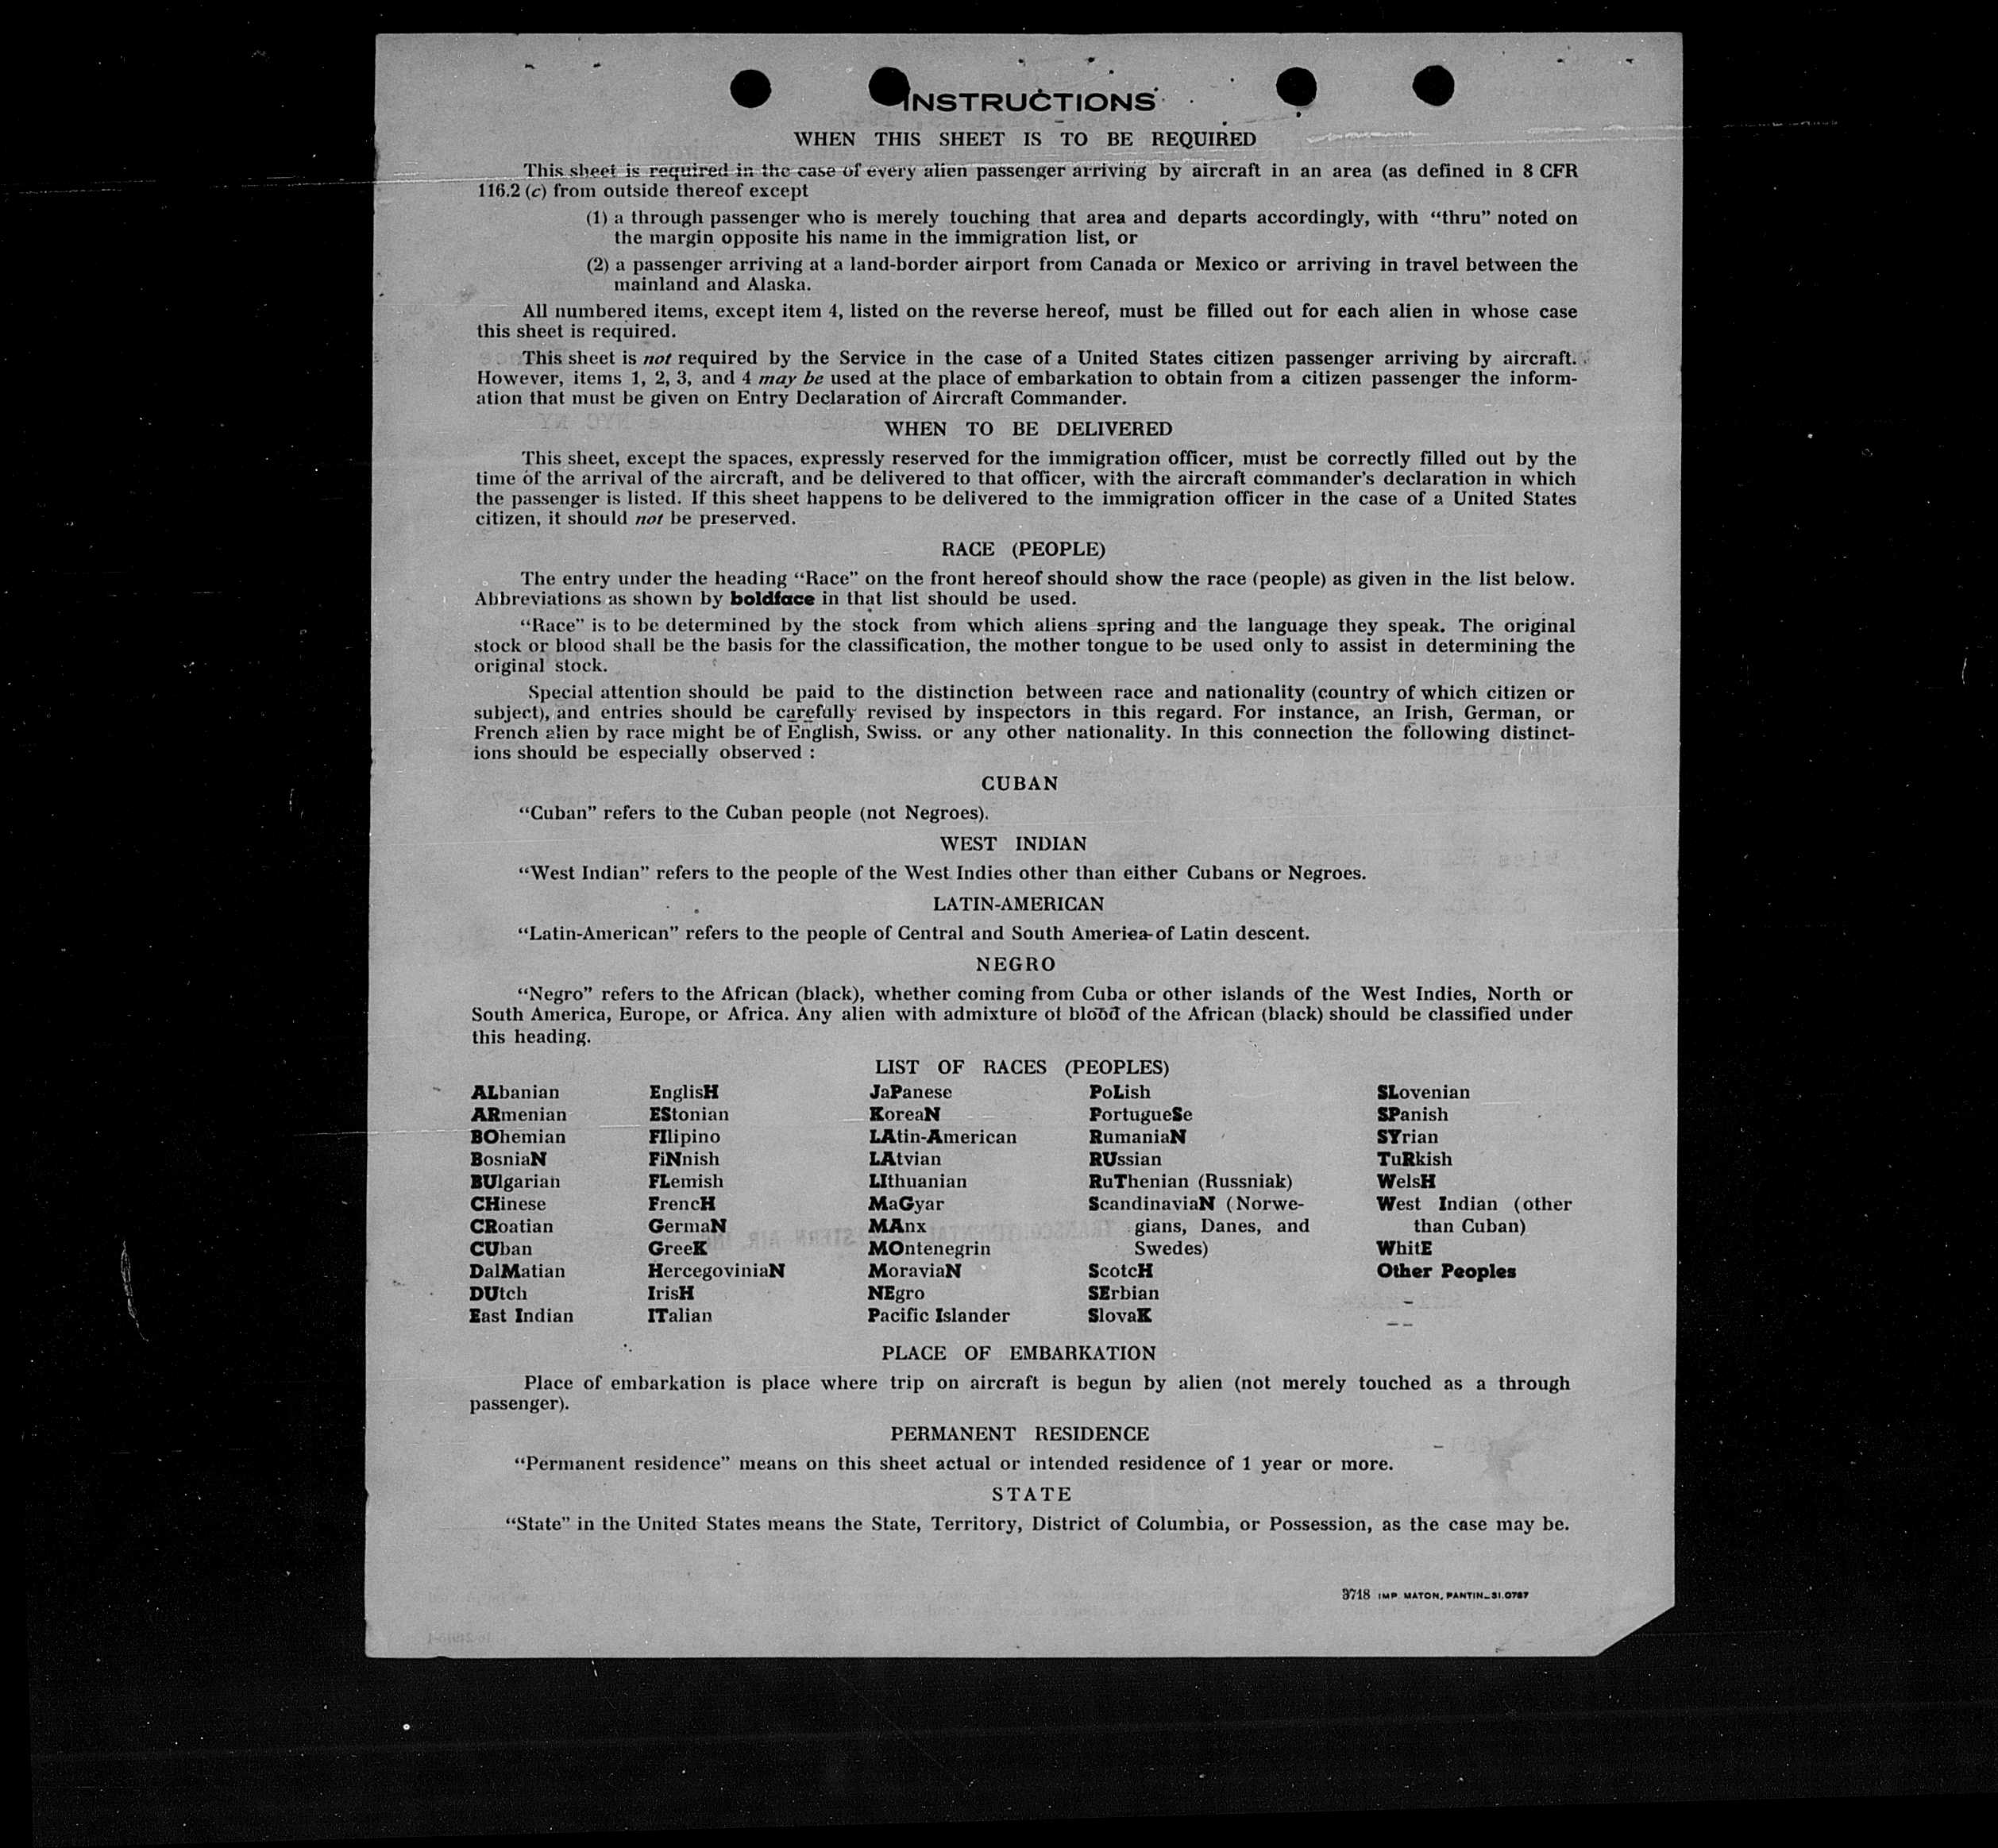 INSTRUCTIONS
WHEN THIS SHEET IS TO BE REQUIRED
This sheet is required in the case of every alien passenger arriving by aircraft in an area (as defined in 8 CFR
116.2 (c) from outside thereof except
(1) a through passenger who is merely touching that area and departs accordingly, with “thru” noted on
the margin opposite his name in the immigration list, or
(2) a passenger arriving at a land-border airport from Canada or Mexico or arriving in travel between the
mainland and Alaska.
All numbered items, except item 4, listed on the reverse hereof, must be filled out for each alien in whose case
this sheet is required.
This sheet is not required by the Service in the case of a United States citizen passenger arriving by aircraft.
However, items 1, 2, 3, and 4 may be used at the place of embarkation to obtain from a citizen passenger the inform-
ation that must be given on Entry Declaration of Aircraft Commander.
WHEN TO BE DELIVERED
This sheet, except the spaces, expressly reserved for the immigration officer, must be correctly filled out by the
time of the arrival of the aircraft, and be delivered to that officer, with the aircraft commander’s declaration in which
the passenger is listed. If this sheet happens to be delivered to the immigration officer in the case of a United States
citizen, it should not be preserved.
RACE (PEOPLE)
The entry under the heading “Race” on the front hereof should show the race (people) as given in the list below.
Abbreviations as shown by boldface in that list should be used.
“Race” is to be determined by the stock from which aliens spring and the language they speak. The original
stock or blood shall be the basis for the classification, the mother tongue to be used only to assist in determining the
original stock.
Special attention should be paid to the distinction between race and nationality (country of which citizen or
subject), and entries should be carefully revised by inspectors in this regard. For instance, an Irish, German, or
French alien by race might be of English, Swiss. or any other nationality. In this connection the following distinct-
ions should be especially observed :
CUBAN
“Cuban” refers to the Cuban people (not Negroes).
WEST INDIAN
“West Indian” refers to the people of the West Indies other than either Cubans or Negroes.
LATIN-AMERICAN
“Latin-American” refers to the people of Central and South America of Latin descent.
NEGRO
“Negro” refers to the African (black), whether coming from Cuba or other islands of the West Indies, North or
South America, Europe, or Africa. Any alien with admixture of blood of the African (black) should be classified under
this heading.
LIST OF RACES (PEOPLES)
ALbanian
ARmenian
BOhemian
BosniaN
BUlgarian
CHinese
CRoatian
CUban
DalMatian
DUtch
East Indian
EnglisH
EStonian
FIlipino
FiNnish
FLemish
FrencH
GermaN
GreeK
HercegoviniaN
IrisH
ITalian
JaPanese
KoreaN
LAtin-American
LAtvian
LIthuanian
MaGyar
MAnx
MOntenegrin
MoraviaN
NEgro
Pacific Islander
PoLish
PortugueSe
RumaniaN
RUssian
RuThenian (Russniak)
ScandinaviaN (Norwe-
gians, Danes, and
Swedes)
ScotcH
SErbian
SlovaK
SLovenian
SPanish
SYrian
TuRkish
WelsH
West Indian (other
than Cuban)
WhitE
Other Peoples
PLACE OF EMBARKATION
Place of embarkation is place where trip on aircraft is begun by alien (not merely touched as a through
passenger).
PERMANENT RESIDENCE
“Permanent residence” means on this sheet actual or intended residence of 1 year or more.
STATE
“State” in the United States means the State, Territory, District of Columbia, or Possession, as the case may be.
3718 IMP. MATON, PANTIN_31.0787